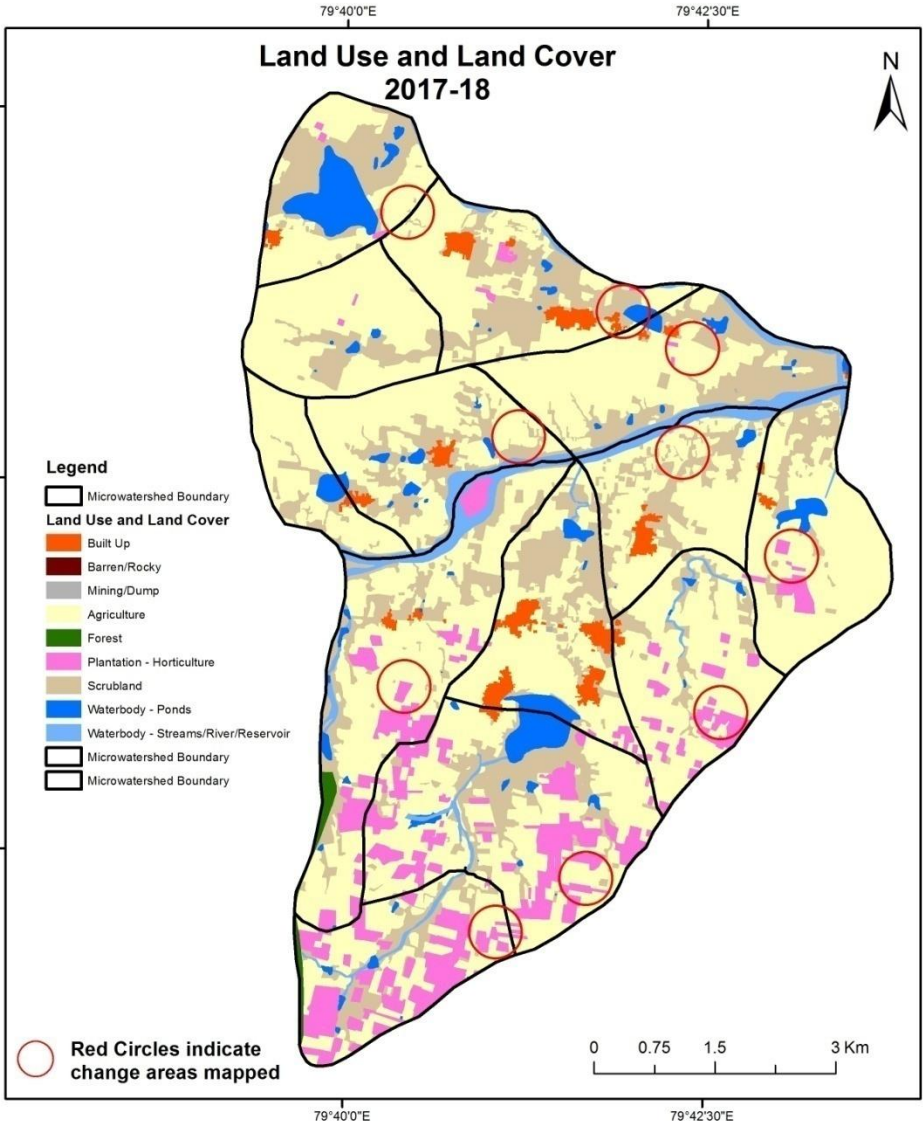 79°40'0"E
79°42'30"E
Land Use and Land Cover
2017-18
N
Legend
Microwatershed Boundary
Land Use and Land Cover
Built Up
Barren/Rocky
Mining/Dump
Agriculture
Forest
Plantation - Horticulture
Scrubland
Waterbody - Ponds
Waterbody - Streams/River/Reservoir
Microwatershed Boundary
Microwatershed Boundary
Red Circles indicate
change areas mapped
0 0.75 1.5 3 Km
79°40'0"E
79°42'30"E